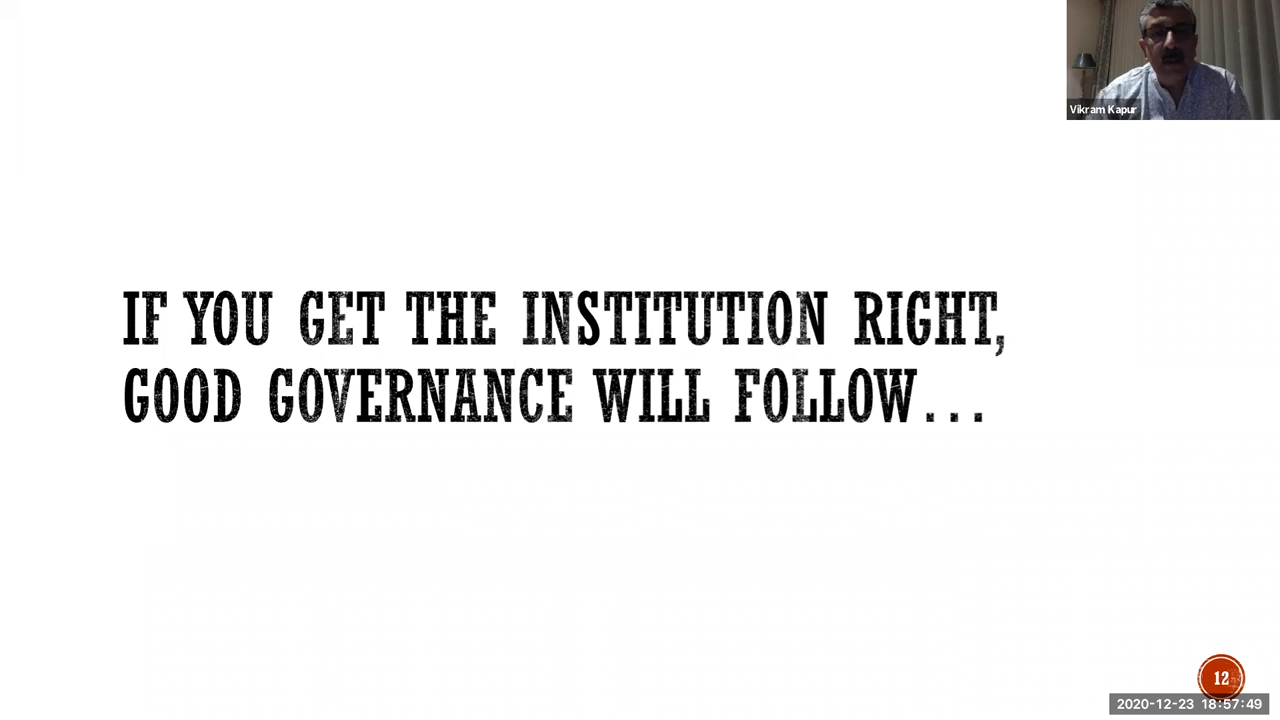 Vikram Kapur
IF YOU GET THE INSTITUTION RIGHT,
GOOD GOVERNANCE WILL FOLLOW...
12
2020-12-23 18:57:49